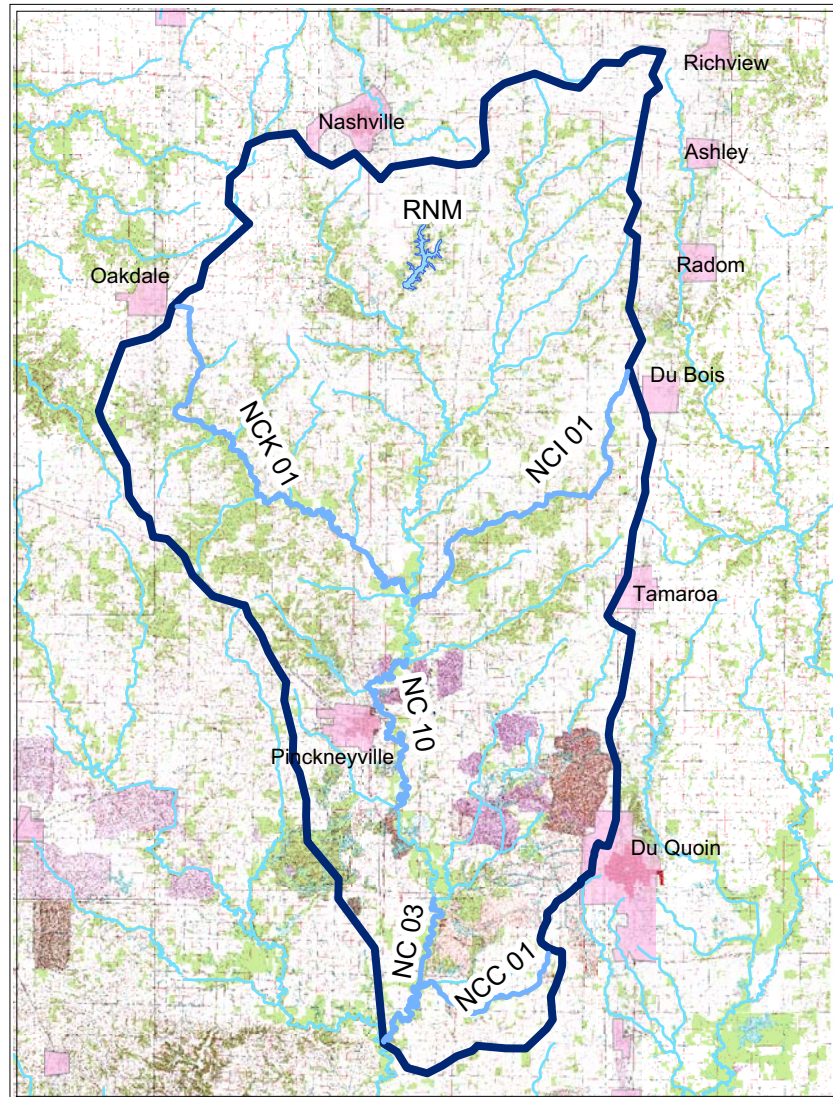 Richview
Nashville
Ashley
RNM
Radom
Oakdale
Du Bois
NCK 01
NCI 01
Tamaroa
NC 10
Pinckneyville
Du Quoin
NC 03
NCC 01